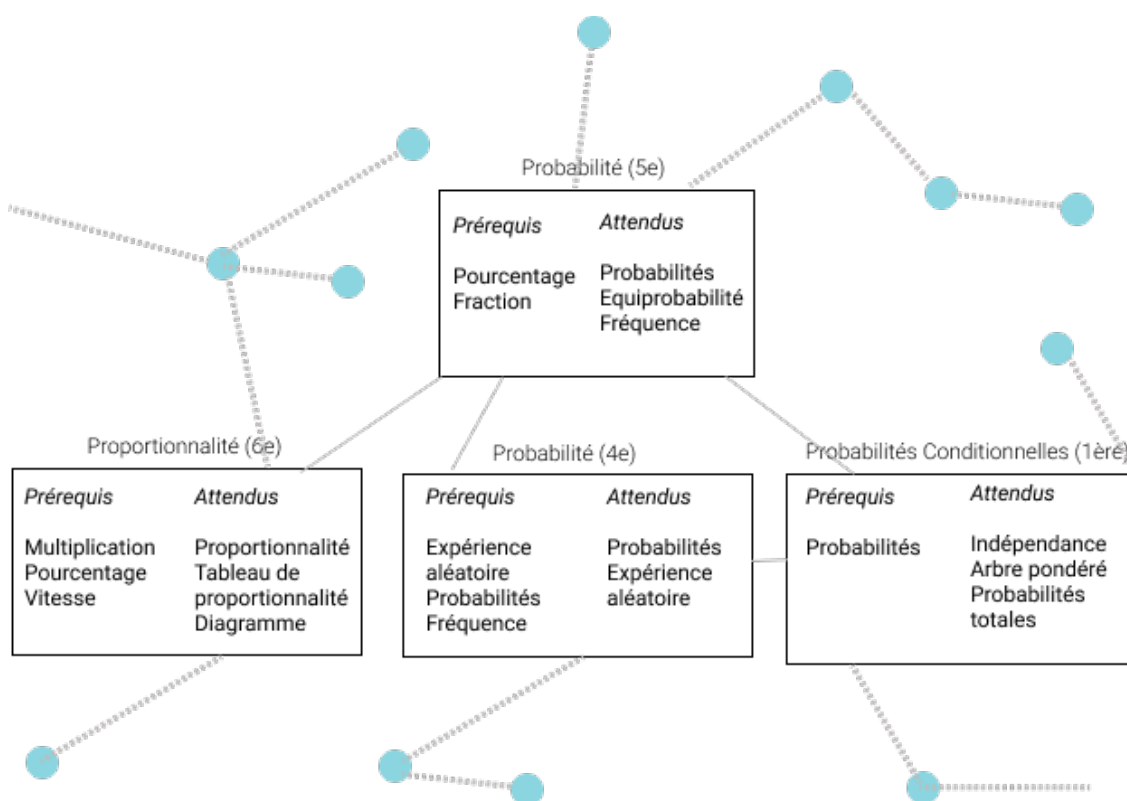 Probabilité (5e)
Prérequis
Pourcentage
Fraction
Attendus
Probabilités
Equiprobabilité
Fréquence
Proportionnalité (6e)
Prérequis
Multiplication
Pourcentage
Vitesse
Attendus
Proportionnalité
Tableau de
proportionnalité
Diagramme
Probabilité (4e)
Prérequis
Expérience
aléatoire
Probabilités
Fréquence
Attendus
Probabilités
Expérience
aléatoire
Probabilités Conditionnelles (1ère)
Prérequis
Probabilités
Attendus
Indépendance
Arbre pondéré
Probabilités
totales